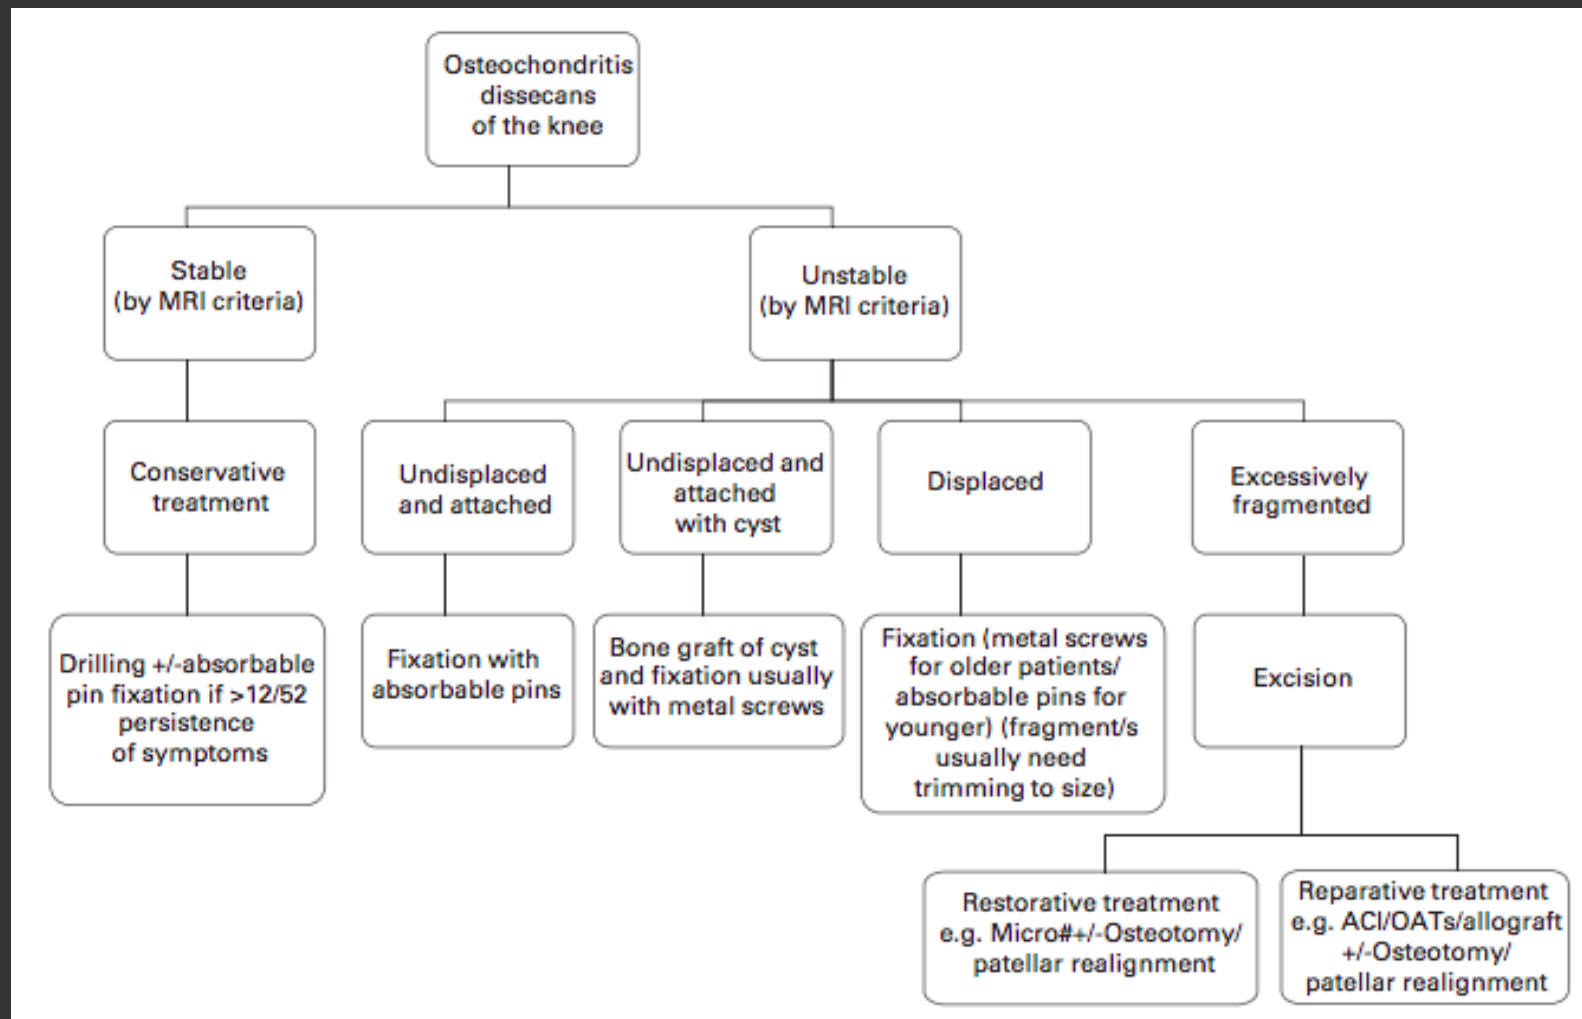 Osteochondritis
dissecans
of the knee
Stable
(by MRI criteria)
Unstable
(by MRI criteria)
Conservative
treatment
Undisplaced
and attached
Undisplaced and
attached
with cyst
Displaced
Excessively
fragmented
Drilling +/-absorbable
pin fixation if >12/52
persistence
of symptoms
Fixation with
absorbable pins
Bone graft of cyst
and fixation usually
with metal screws
Fixation (metal screws
for older patients/
absorbable pins for
younger) (fragment/s
usually need
trimming to size)
Excision
Restorative treatment
e.g. Micro#+/-Osteotomy/
patellar realignment
Reparative treatment
e.g. ACI/OATs/allograft
+/-Osteotomy/
patellar realignment